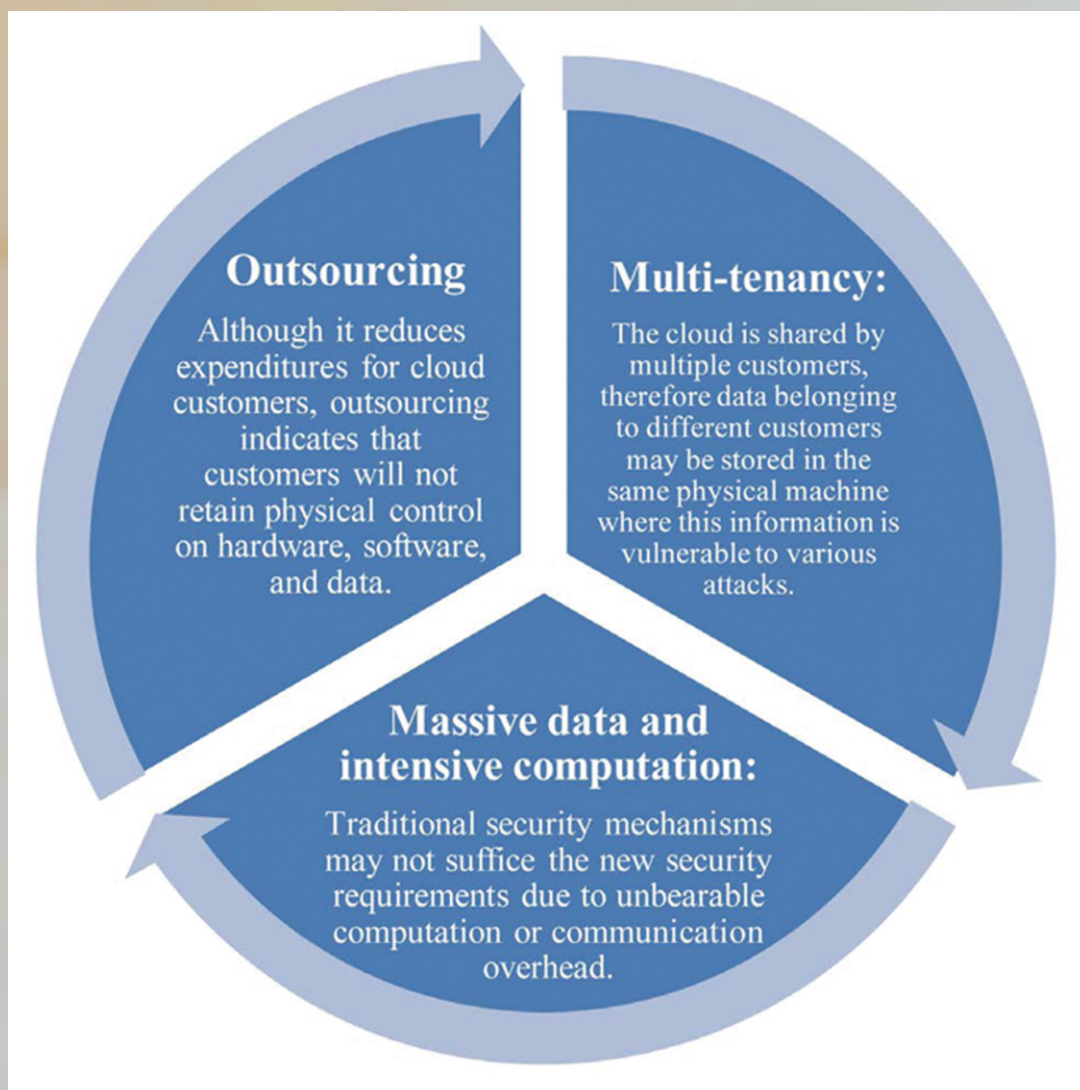 Outsourcing
Although it reduces
expenditures for cloud
customers, outsourcing
indicates that
customers will not
retain physical control
on hardware, software,
and data.
Multi-tenancy:
The cloud is shared by
multiple customers,
therefore data belonging
to different customers
may be stored in the
same physical machine
where this information is
vulnerable to various
attacks.
Massive data and
intensive computation:
Traditional security mechanisms
may not suffice the new security
requirements due to unbearable
computation or communication
overhead.